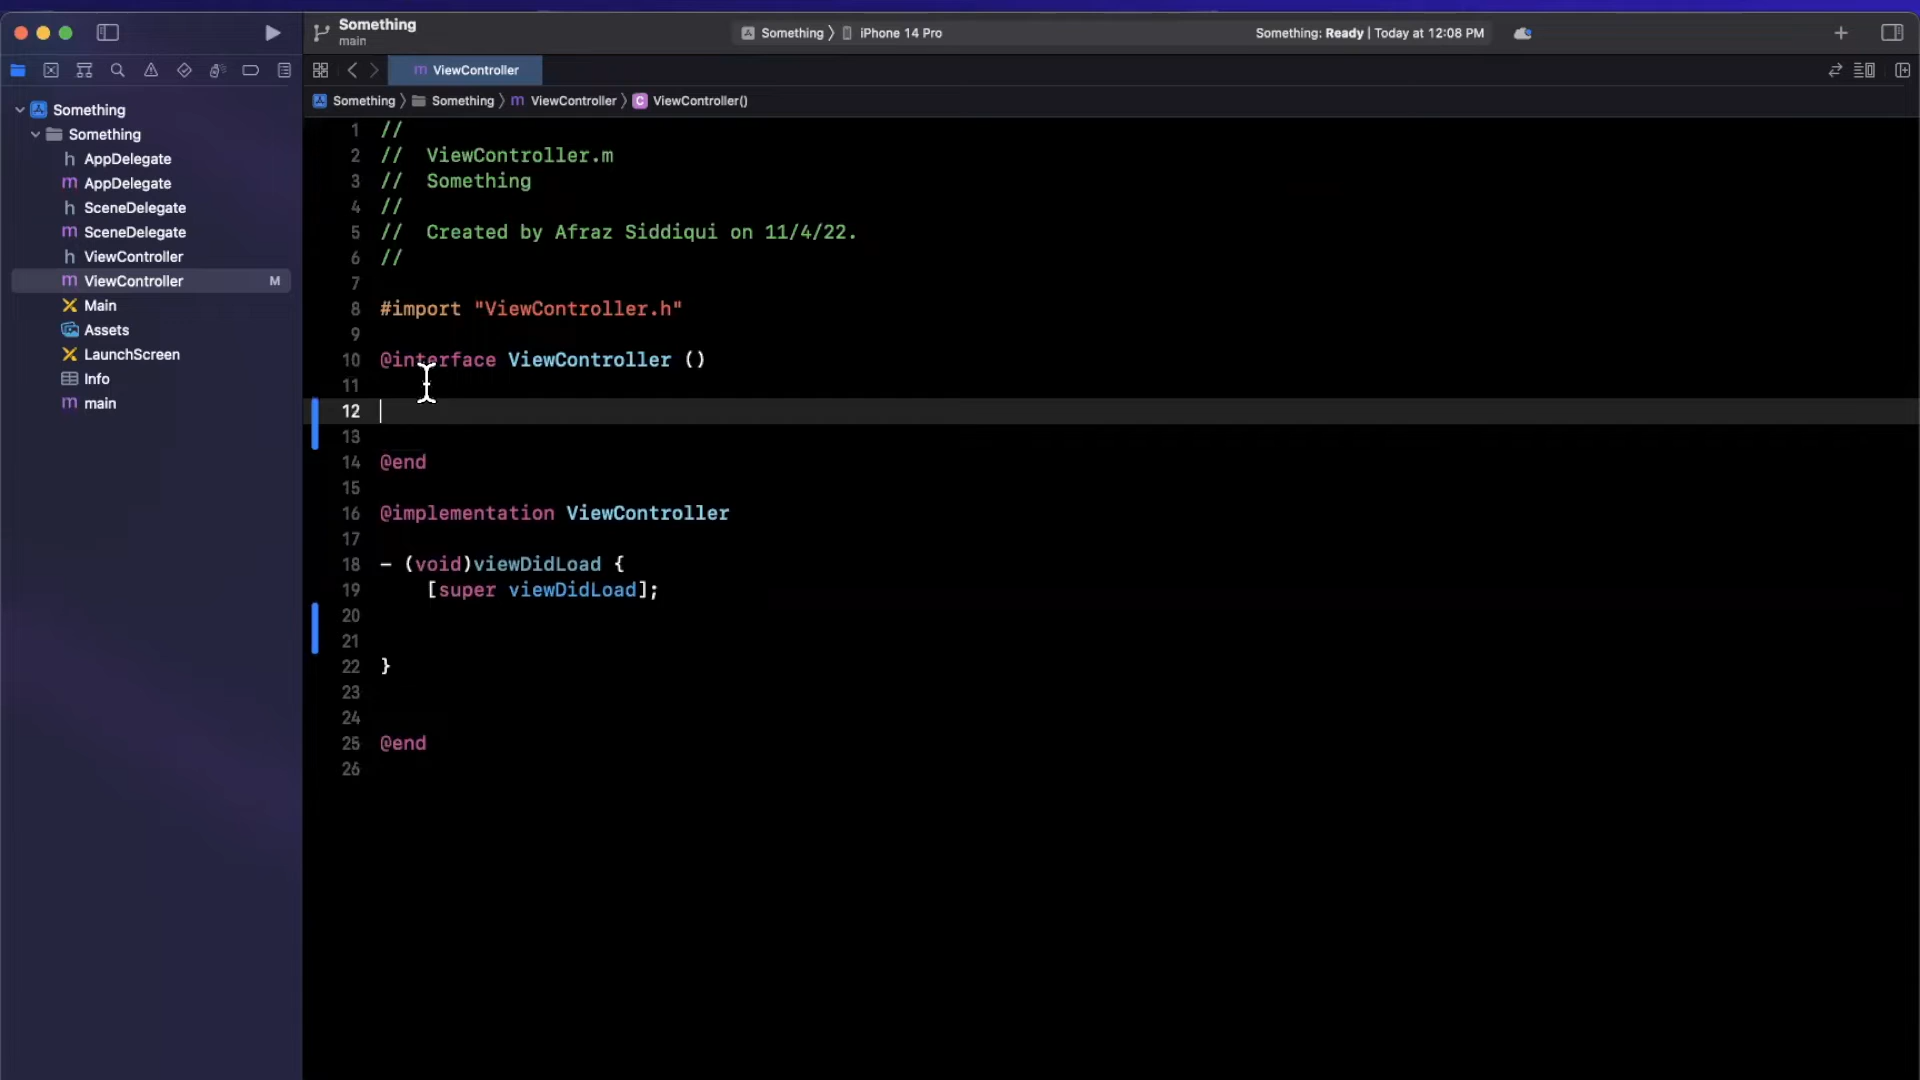 Something
main
Something
iPhone 14 Pro
Something: Ready | Today at 12:08 PM
ViewController
Something
Something
ViewController
ViewController()
Something
Something
h AppDelegate
m AppDelegate
h SceneDelegate
m SceneDelegate
h ViewController
m ViewController M
Main
Assets
LaunchScreen
Info
m main
1 //
2 //  ViewController.m
3 //  Something
4 //
5 //  Created by Afraz Siddiqui on 11/4/22.
6 //
7
8 #import "ViewController.h"
9
10 @interface ViewController ()
11
12
13
14 @end
15
16 @implementation ViewController
17
18 - (void)viewDidLoad {
19     [super viewDidLoad];
20
21
22 }
23
24
25 @end
26